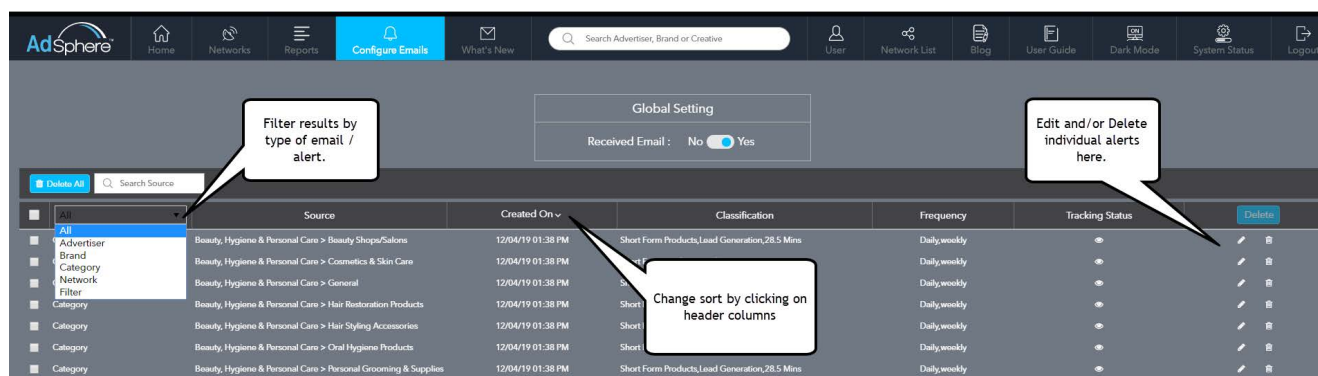 AdSphere™
Home
Networks
Reports
Configure Emails
What's New
Search Advertiser, Brand or Creative
User
Network List
Blog
User Guide
ON
Dark Mode
System Status
Logout
Global Setting
Received Email : No Yes
Filter results by
type of email /
alert.
Edit and/or Delete
individual alerts
here.
Delete All
Search Source
All Source Created On Classification Frequency Tracking Status Delete
All
Advertiser
Brand
Category
Network
Filter
Beauty, Hygiene & Personal Care > Beauty Shops/Salons 12/04/19 01:38 PM Short Form Products,Lead Generation,28.5 Mins Daily,weekly
Beauty, Hygiene & Personal Care > Cosmetics & Skin Care 12/04/19 01:38 PM Daily,weekly
Beauty, Hygiene & Personal Care > General 12/04/19 01:38 PM Daily,weekly
Category Beauty, Hygiene & Personal Care > Hair Restoration Products 12/04/19 01:38 PM Short Daily,weekly
Category Beauty, Hygiene & Personal Care > Hair Styling Accessories 12/04/19 01:38 PM Short Daily,weekly
Category Beauty, Hygiene & Personal Care > Oral Hygiene Products 12/04/19 01:38 PM Short Daily,weekly
Category Beauty, Hygiene & Personal Care > Personal Grooming & Supplies 12/04/19 01:38 PM Short Form Products,Lead Generation,28.5 Mins Daily,weekly
Change sort by clicking on
header columns